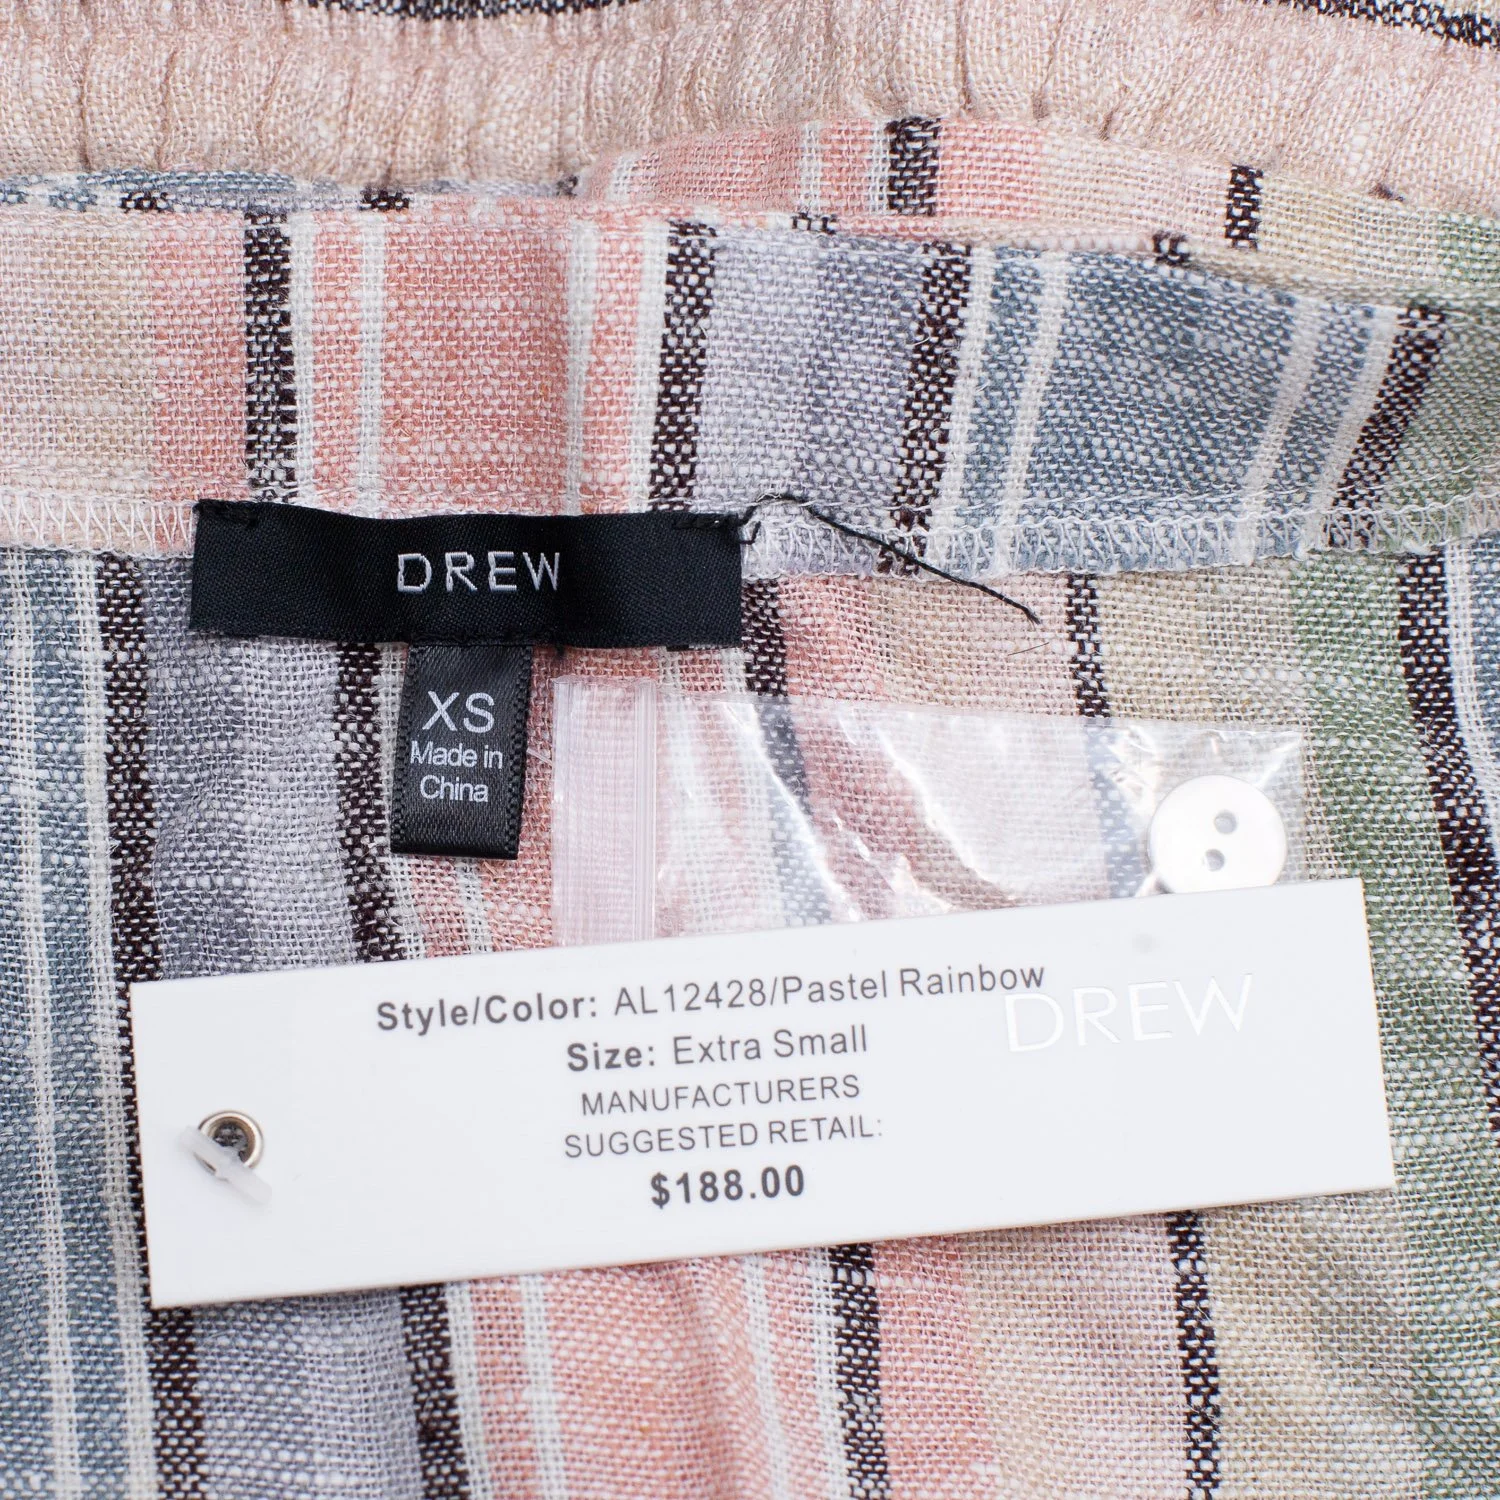 DREW
XS
Made in
China
Style/Color: AL12428/Pastel Rainbow
DREW
Size: Extra Small
MANUFACTURERS
SUGGESTED RETAIL:
$188.00